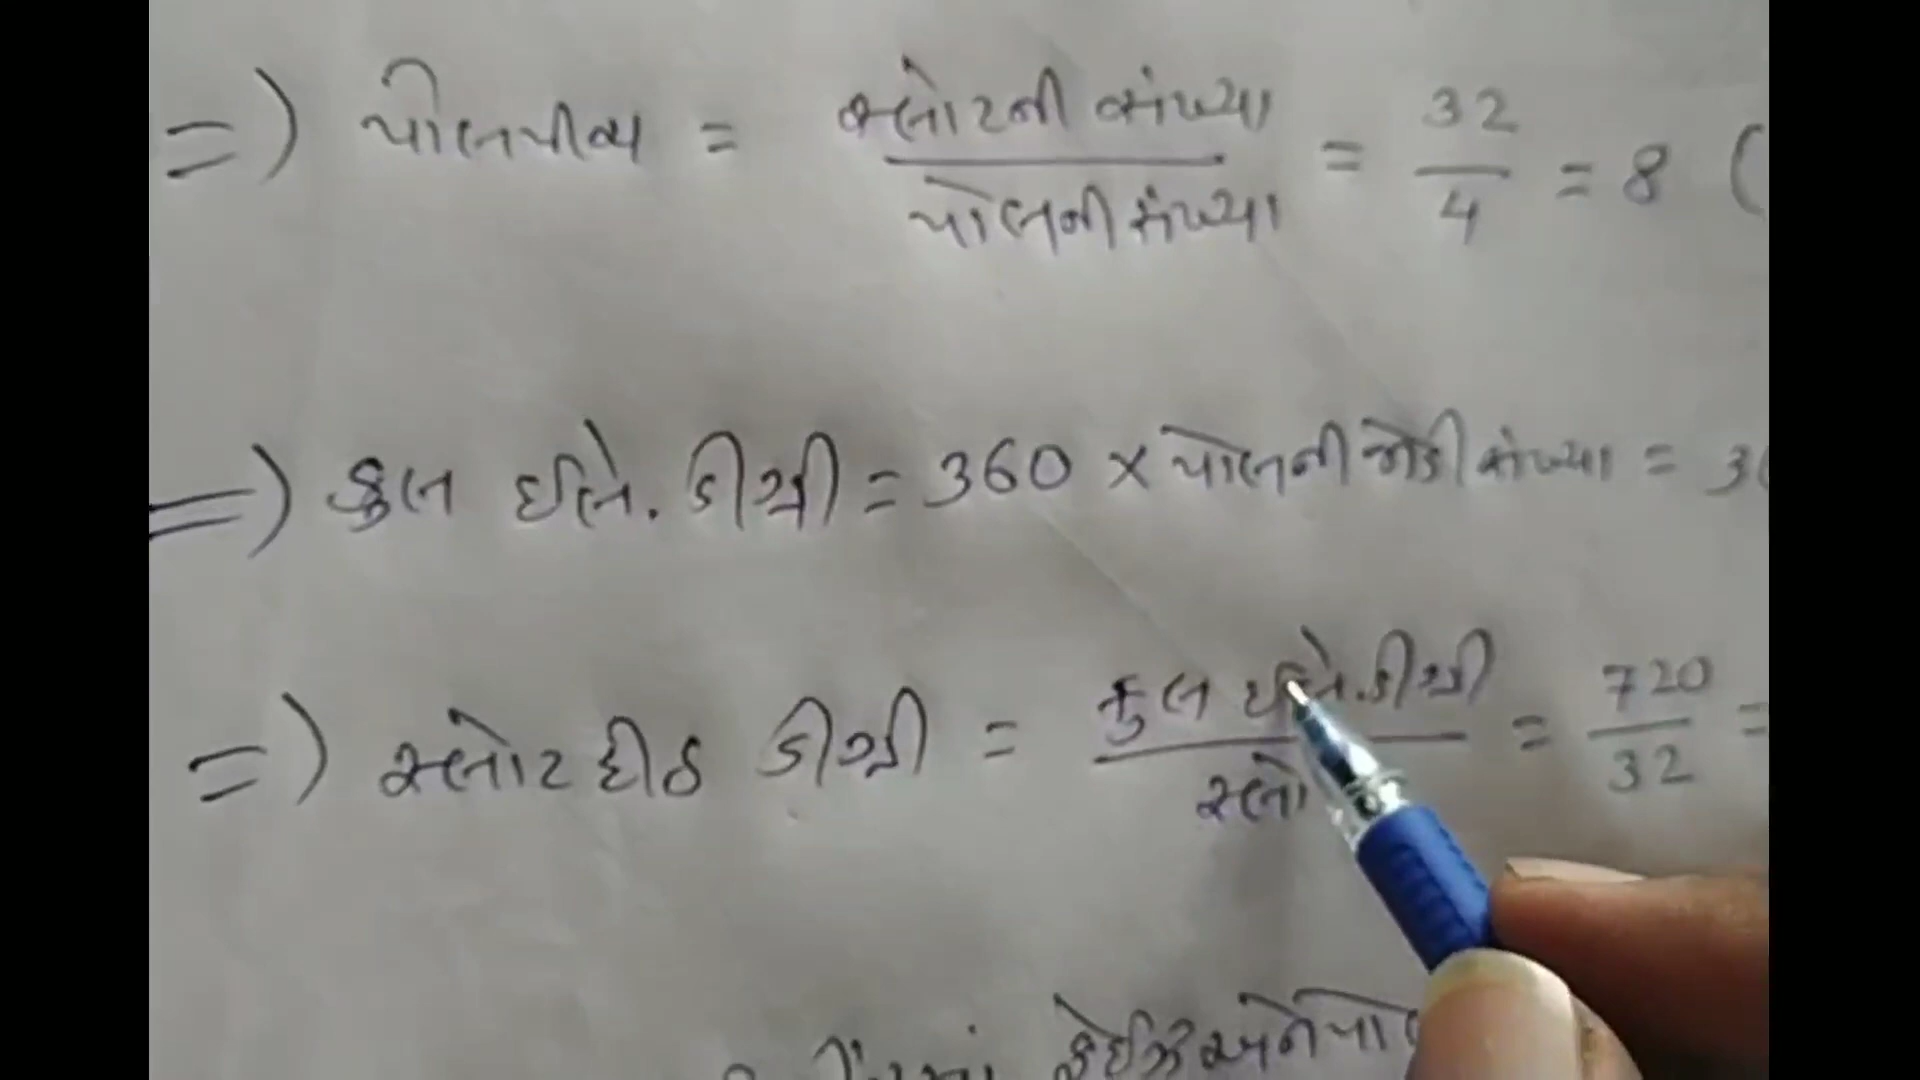 =) પોલપીચ = સ્લોટની સંખ્યા / પોલની સંખ્યા = 32 / 4 = 8 (
=) કુલ ઈલે. ડીગ્રી = 360 × પોલની જોડી સંખ્યા = 3
=) સ્લોટ દીઠ ડીગ્રી = કુલ ઈલે. ડીગ્રી / સ્લો = 720 / 32 =